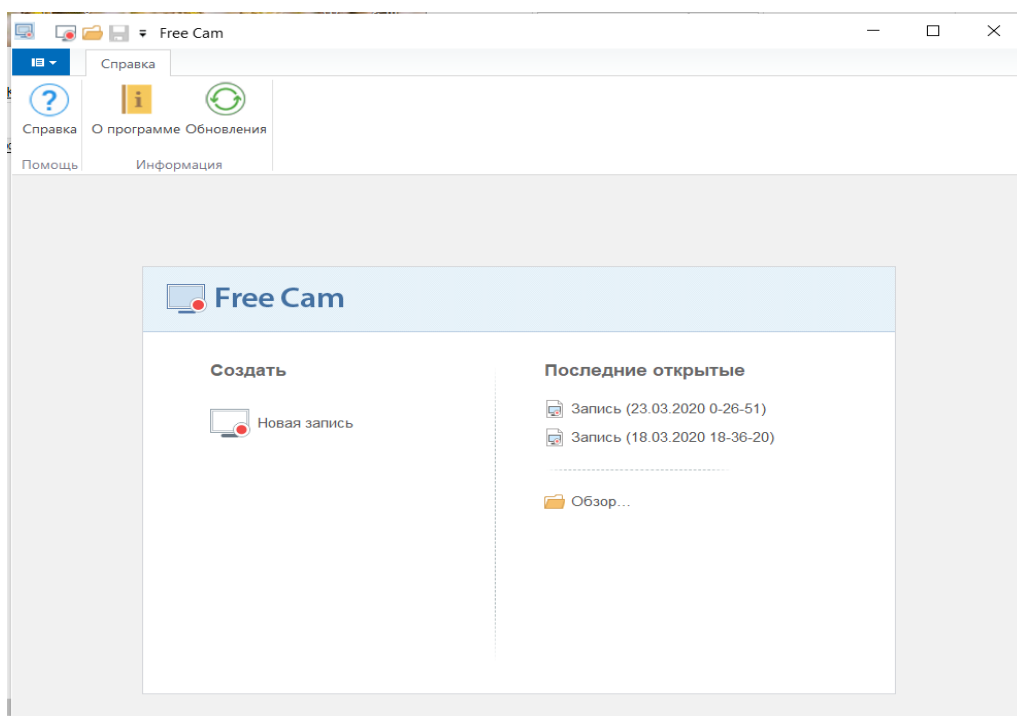 Free Cam
Справка
Справка О программе Обновления
Помощь Информация
Free Cam
Создать
Новая запись
Последние открытые
Запись (23.03.2020 0-26-51)
Запись (18.03.2020 18-36-20)
Обзор...